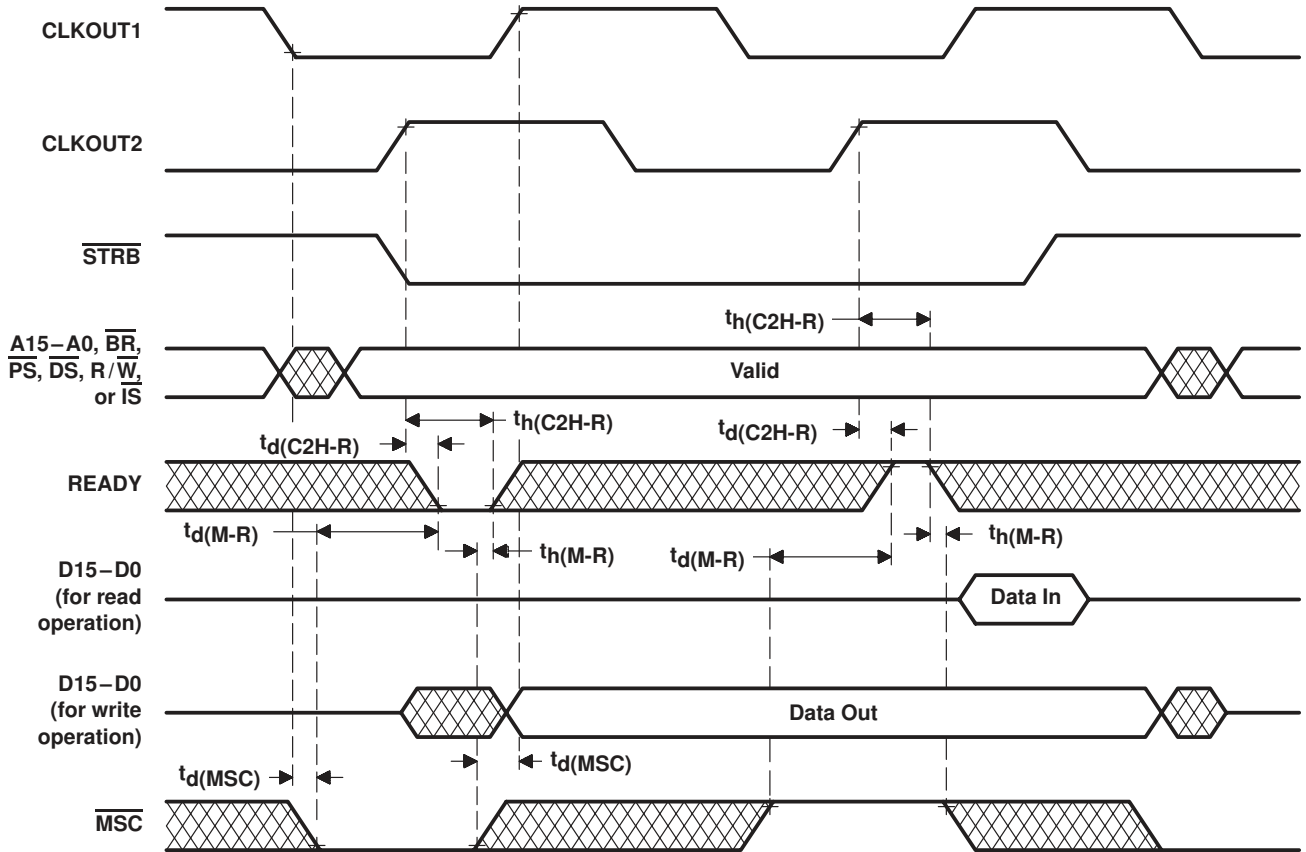 CLKOUT1
CLKOUT2
STRB
th(C2H-R)
A15–A0, BR,
PS, DS, R/W,
or IS
Valid
th(C2H-R)
td(C2H-R)
td(C2H-R)
READY
td(M-R)
th(M-R)
td(M-R)
th(M-R)
D15–D0
(for read
operation)
Data In
D15–D0
(for write
operation)
Data Out
td(MSC)
td(MSC)
MSC